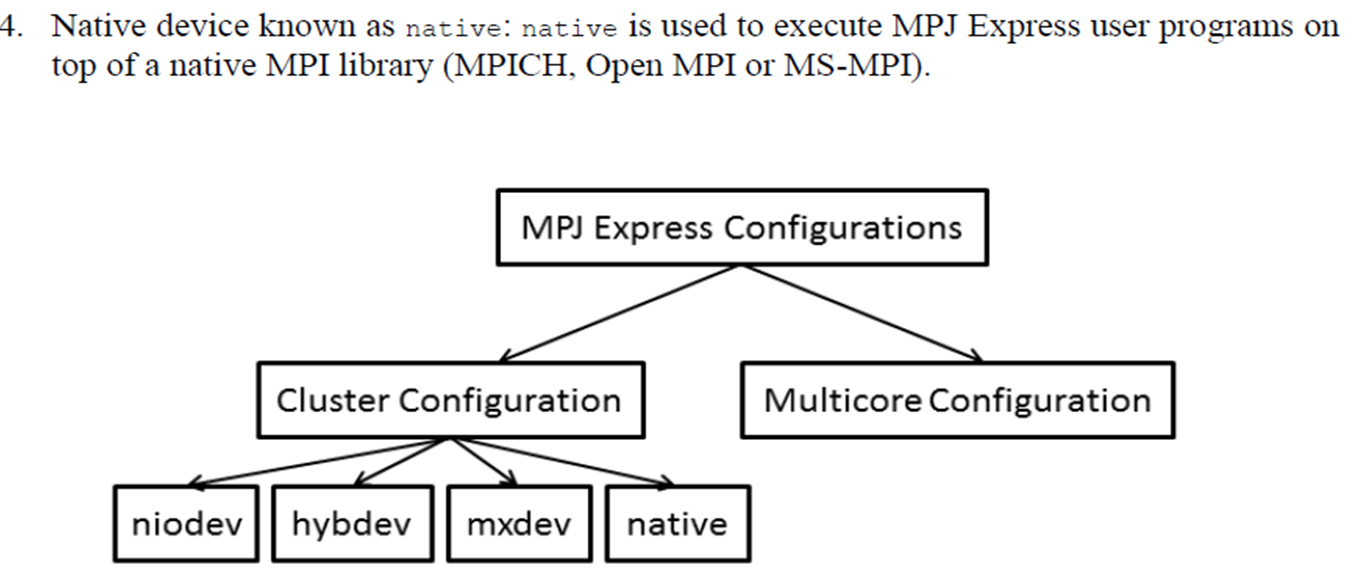 4. Native device known as native: native is used to execute MPJ Express user programs on
top of a native MPI library (MPICH, Open MPI or MS-MPI).
MPJ Express Configurations
Cluster Configuration
Multicore Configuration
niodev
hybdev
mxdev
native